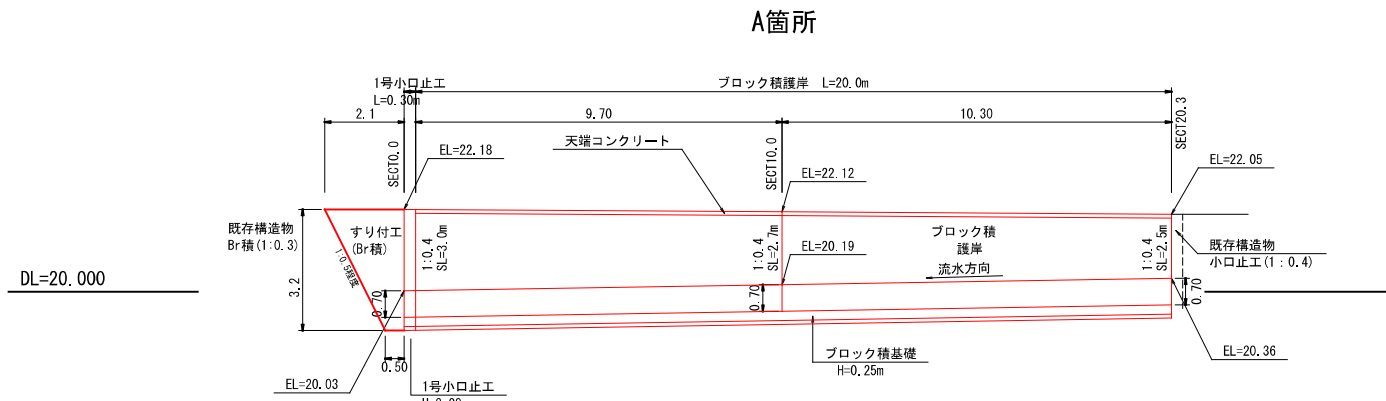 A箇所
1号小口止工
L=0.30m
ブロック積護岸 L=20.0m
2.1
9.70
10.30
SECT0.0
SECT10.0
SECT20.3
EL=22.18
天端コンクリート
EL=22.12
EL=22.05
既存構造物
Br積(1:0.3)
すり付工
(Br積)
1:0.5程度
1:0.4
SL=3.0m
1:0.4
SL=2.7m
EL=20.19
ブロック積
護岸
流水方向
1:0.4
SL=2.5m
既存構造物
小口止工(1:0.4)
DL=20.000
3.2
0.70
0.70
0.70
0.50
ブロック積基礎
H=0.25m
EL=20.03
1号小口止工
EL=20.36